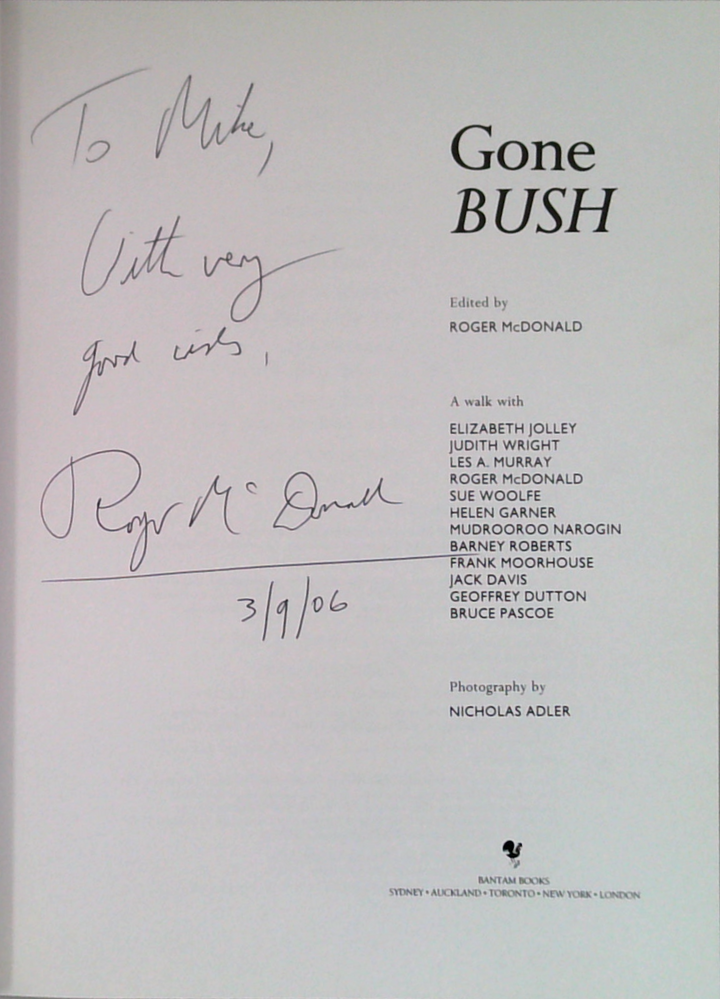 To Mike,
With very
good wishes,
Roger McDonald
3/9/06
Gone
BUSH
Edited by
ROGER McDONALD
A walk with
ELIZABETH JOLLEY
JUDITH WRIGHT
LES A. MURRAY
ROGER McDONALD
SUE WOOLFE
HELEN GARNER
MUDROOROO NAROGIN
BARNEY ROBERTS
FRANK MOORHOUSE
JACK DAVIS
GEOFFREY DUTTON
BRUCE PASCOE
Photography by
NICHOLAS ADLER
BANTAM BOOKS
SYDNEY • AUCKLAND • TORONTO • NEW YORK • LONDON